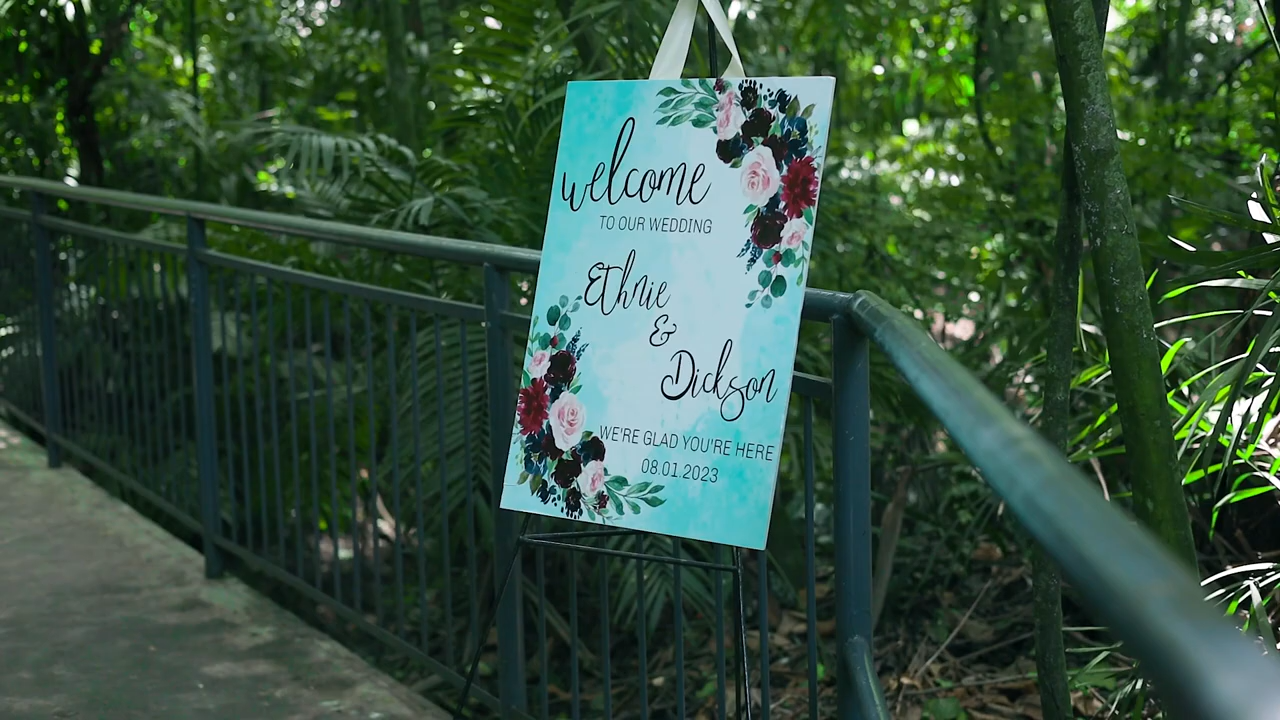 welcome
TO OUR WEDDING
Ethnie
&
Dickson
WE'RE GLAD YOU'RE HERE
08.01.2023